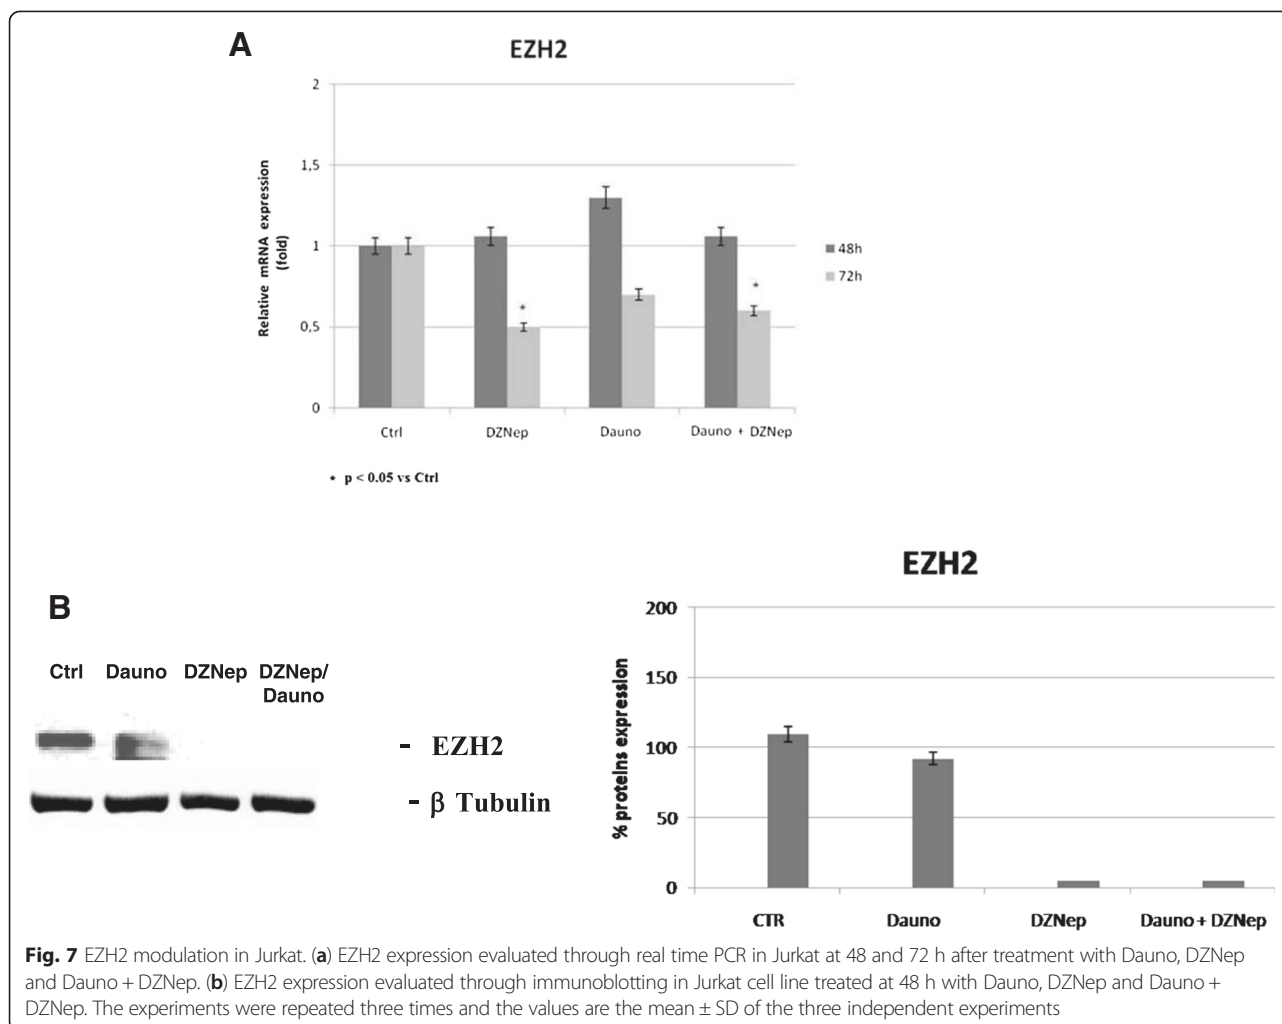 A
EZH2
2
1,5
1
0,5
0
Relative mRNA expression
(fold)
*
*
48h
72h
Ctrl
DZNep
Dauno
Dauno + DZNep
* p < 0.05 vs Ctrl
B
Ctrl Dauno DZNep DZNep/
Dauno
- EZH2
- β Tubulin
EZH2
200
150
100
50
0
% proteins expression
CTR
Dauno
DZNep
Dauno + DZNep
Fig. 7 EZH2 modulation in Jurkat. (a) EZH2 expression evaluated through real time PCR in Jurkat at 48 and 72 h after treatment with Dauno, DZNep
and Dauno + DZNep. (b) EZH2 expression evaluated through immunoblotting in Jurkat cell line treated at 48 h with Dauno, DZNep and Dauno +
DZNep. The experiments were repeated three times and the values are the mean ± SD of the three independent experiments